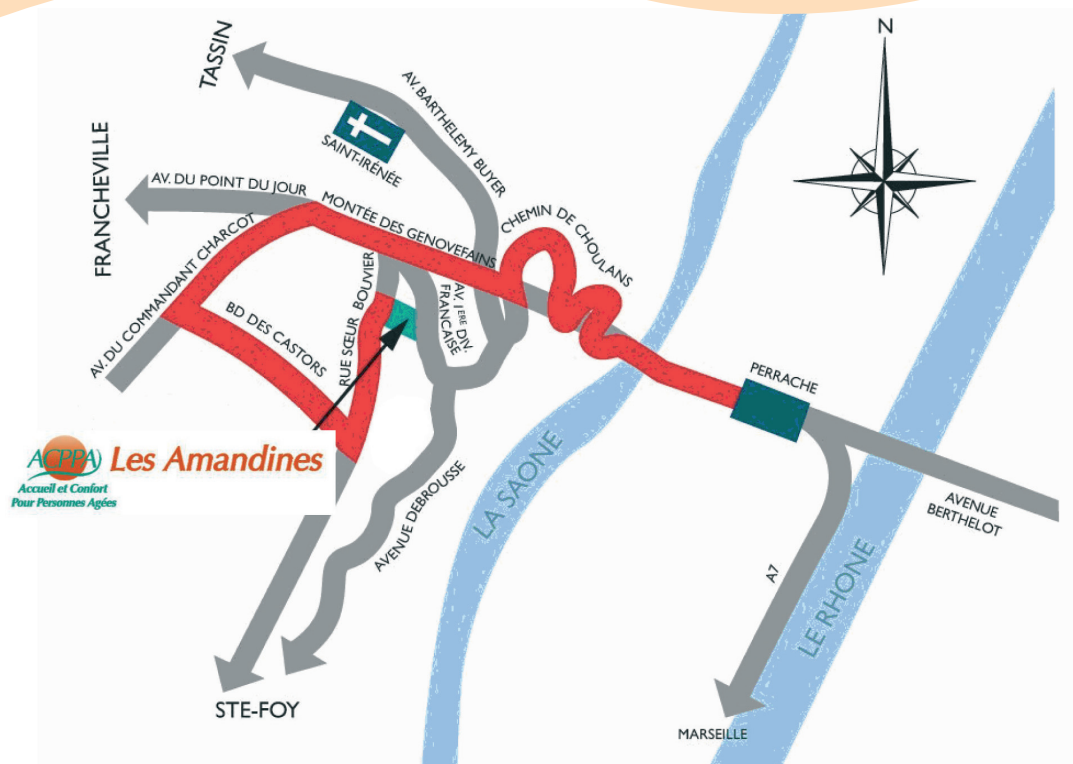 N
TASSIN
AV. BARTHELEMY BUYER
SAINT-IRÉNÉE
FRANCHEVILLE
AV. DU POINT DU JOUR
MONTÉE DES GENOVEFAINS
CHEMIN DE CHOULANS
AV. DU COMMANDANT CHARCOT
BD DES CASTORS
RUE SŒUR BOUVIER
AV. 1ERE DIV.
FRANCAISE
PERRACHE
ACPPA
Les Amandines
Accueil et Confort
Pour Personnes Agées
AVENUE DEBROUSSE
LA SAONE
AVENUE
BERTHELOT
A7
LE RHONE
STE-FOY
MARSEILLE